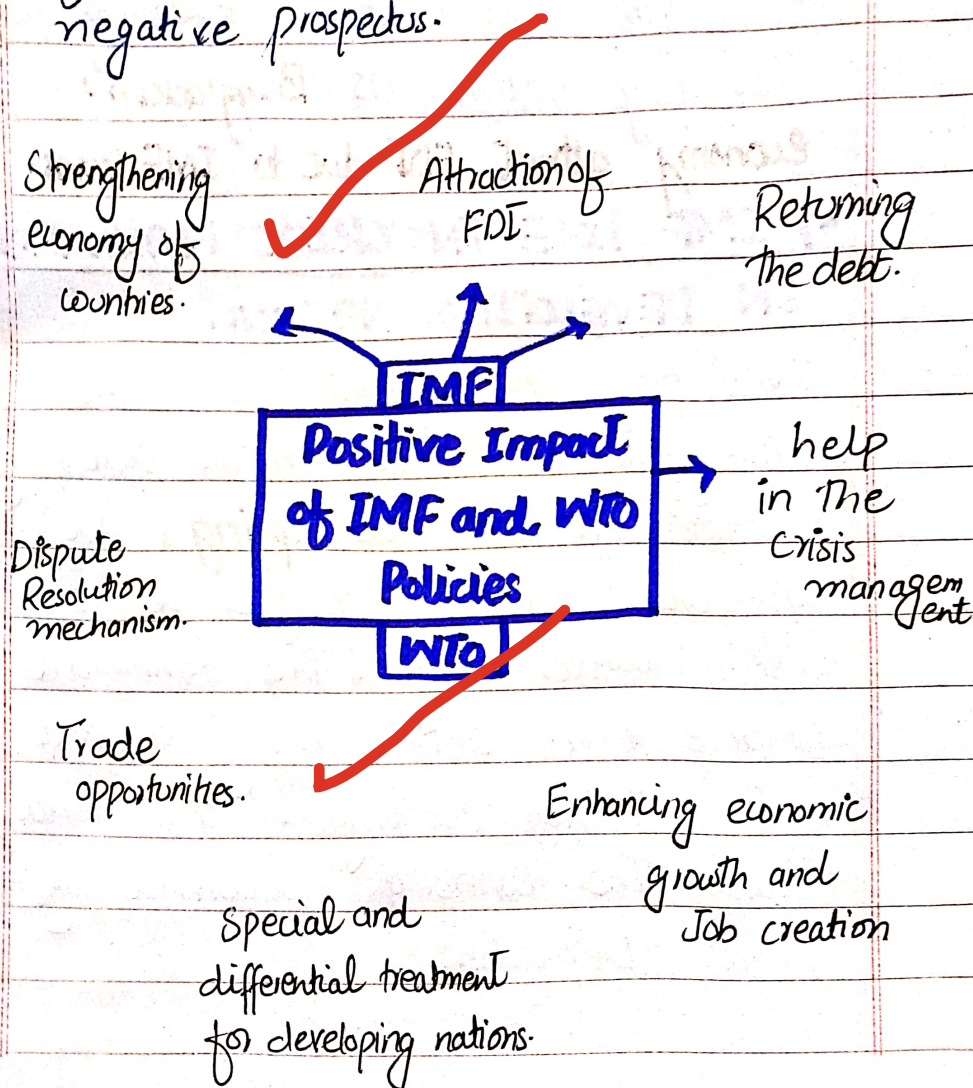 negative prospectus.
Strengthening
economy of
countries.
Attraction of
FDI.
Returning
the debt.
IMF
Positive Impact
of IMF and WTO
Policies
help
in the
crisis
managem
ent
Dispute
Resolution
mechanism.
WTO
Trade
opportunities.
Enhancing economic
growth and
Job creation
Special and
differential treatment
for developing nations.